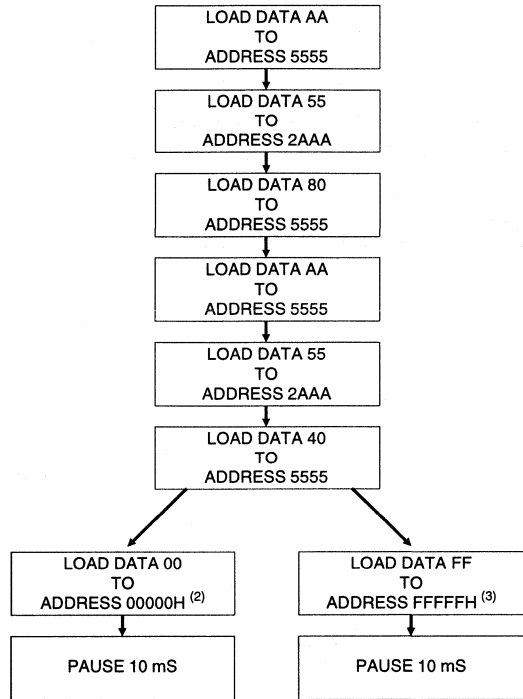 LOAD DATA AA
TO
ADDRESS 5555
LOAD DATA 55
TO
ADDRESS 2AAA
LOAD DATA 80
TO
ADDRESS 5555
LOAD DATA AA
TO
ADDRESS 5555
LOAD DATA 55
TO
ADDRESS 2AAA
LOAD DATA 40
TO
ADDRESS 5555
LOAD DATA 00
TO
ADDRESS 00000H (2)
PAUSE 10 mS
LOAD DATA FF
TO
ADDRESS FFFFFH (3)
PAUSE 10 mS